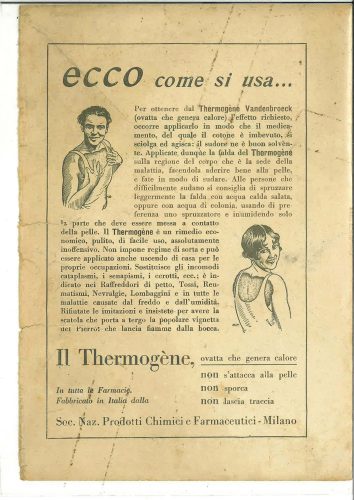 ecco come si usa...
Per ottenere dal Thermogène Vandenbroeck
(ovatta che genera calore) l'effetto richiesto,
occorre applicarlo in modo che il medica-
mento, del quale il cotone è imbevuto, si
sciolga ed agisca: il sudore ne è buon solven-
te. Applicate dunque la falda del Thermogène
sulla regione del corpo che è la sede della
malattia, facendola aderire bene alla pelle,
e fate in modo di sudare. Alle persone che
difficilmente sudano si consiglia di spruzzare
leggermente la falda con acqua calda salata,
oppure con acqua di colonia, usando di pre-
ferenza uno spruzzatore e inumidendo solo
la parte che deve essere messa a contatto
della pelle. Il Thermogène è un rimedio eco-
nomico, pulito, di facile uso, assolutamente
inoffensivo. Non impone regime di sorta e può
essere applicato anche uscendo di casa per le
proprie occupazioni. Sostituisce gli incomodi
cataplasmi, i senapismi, i cerotti, ecc.; è in-
dicato nei Raffreddori di petto, Tossi, Reu-
matismi, Nevralgie, Lombaggini e in tutte le
malattie causate dal freddo e dall'umidità.
Rifiutate le imitazioni e insistete per avere la
scatola che porta a tergo la popolare vignetta
del Pierrot che lancia fiamme dalla bocca.
Il Thermogène, ovatta che genera calore
non s'attacca alla pelle
In tutte le Farmacie. non sporca
Fabbricato in Italia dalla non lascia traccia
Soc. Naz. Prodotti Chimici e Farmaceutici - Milano